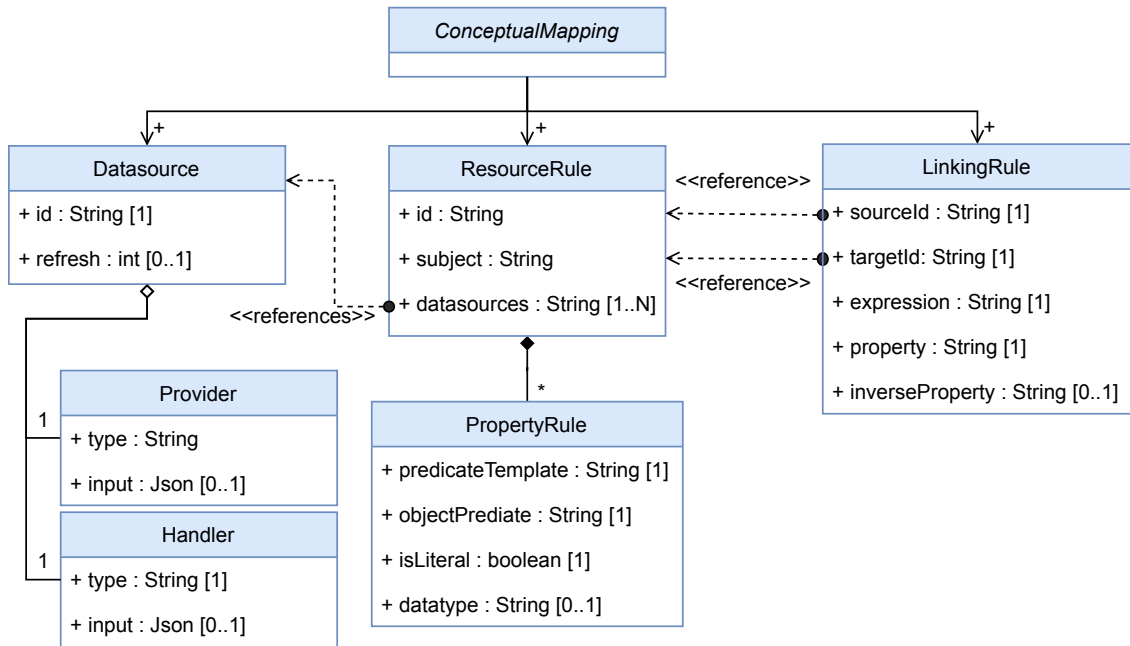 ConceptualMapping
+
+
+
Datasource
+ id : String [1]
+ refresh : int [0..1]
ResourceRule
+ id : String
+ subject : String
+ datasources : String [1..N]
<<references>>
<<reference>>
<<reference>>
LinkingRule
+ sourceId : String [1]
+ targetId: String [1]
+ expression : String [1]
+ property : String [1]
+ inverseProperty : String [0..1]
1
Provider
+ type : String
+ input : Json [0..1]
1
Handler
+ type : String [1]
+ input : Json [0..1]
*
PropertyRule
+ predicateTemplate : String [1]
+ objectPrediate : String [1]
+ isLiteral : boolean [1]
+ datatype : String [0..1]